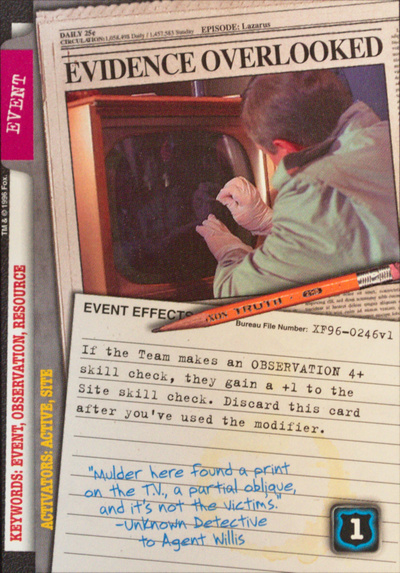 DAILY 25¢ EPISODE: Lazarus
CIRCULATION: 1,058,498 Daily / 1,457,583 Sunday
EVIDENCE OVERLOOKED
EVENT
TM & © 1996 Fox.
KEYWORDS: EVENT, OBSERVATION, RESOURCE
ACTIVATORS: ACTIVE, SITE
EVENT EFFECTS
TRUTH
Bureau File Number: XF96-0246v1
If the Team makes an OBSERVATION 4+
skill check, they gain a +1 to the
Site skill check. Discard this card
after you've used the modifier.
"Mulder here found a print
on the T.V., a partial oblique,
and it's not the victims."
-Unknown Detective
to Agent Willis
1